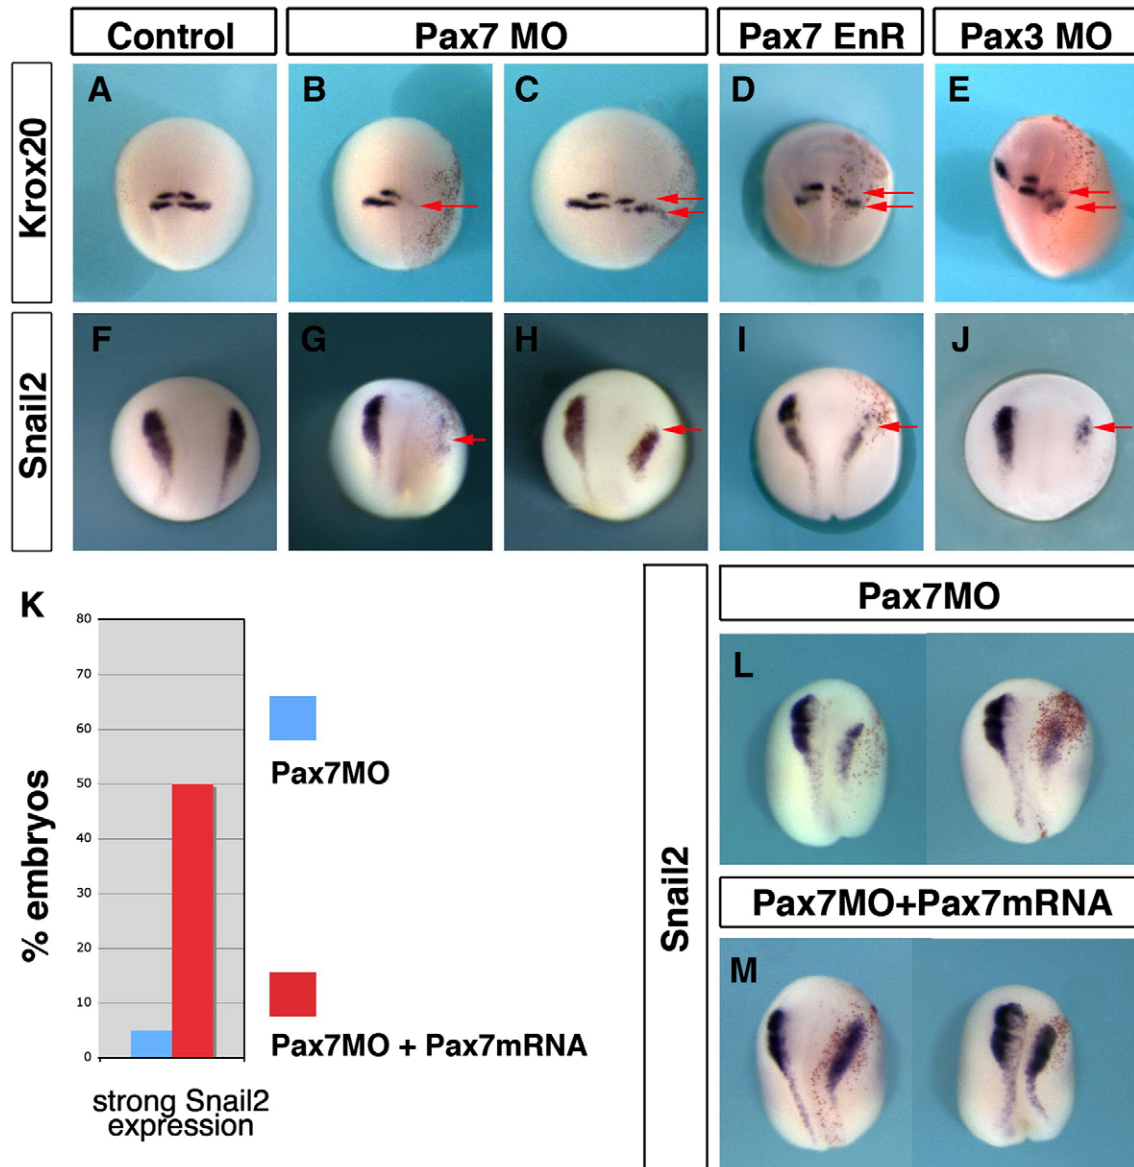 Control
Pax7 MO
Pax7 EnR
Pax3 MO
Krox20
A
B
C
D
E
Snail2
F
G
H
I
J
K
80
70
60
50
40
30
20
10
0
% embryos
strong Snail2
expression
Pax7MO
Pax7MO + Pax7mRNA
Snail2
Pax7MO
L
Pax7MO+Pax7mRNA
M